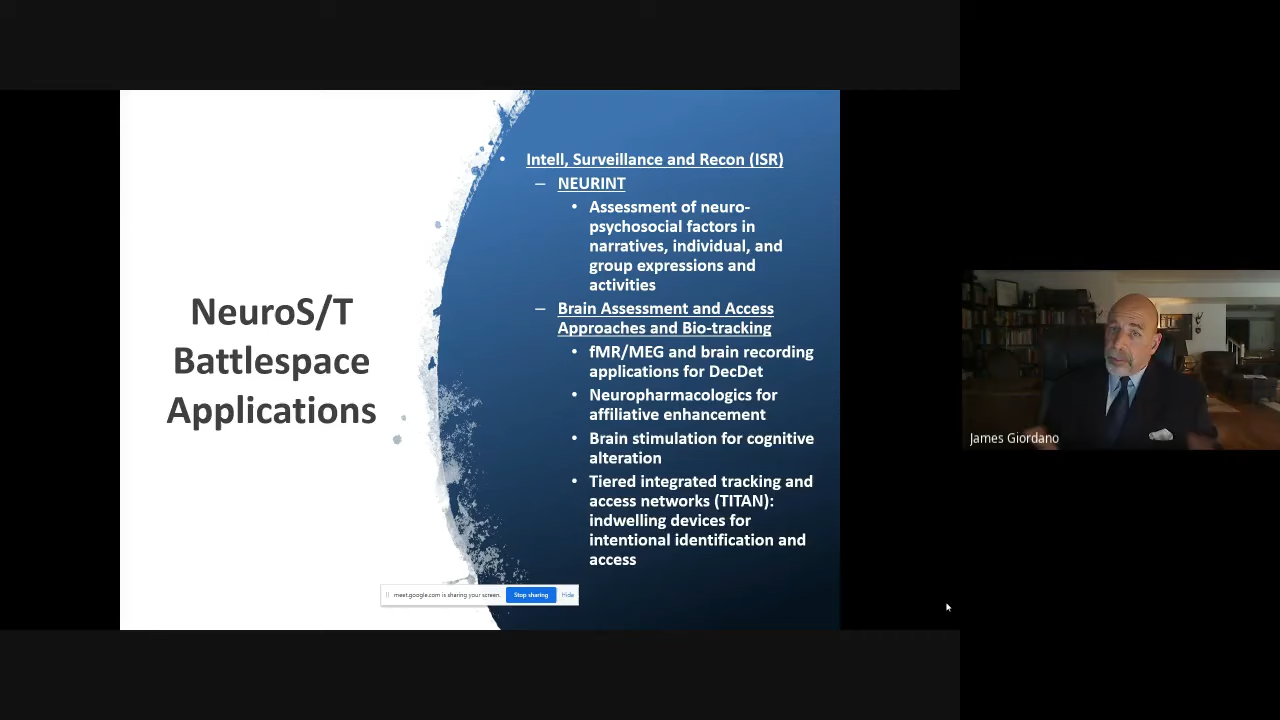 NeuroS/T
Battlespace
Applications
• Intell, Surveillance and Recon (ISR)
– NEURINT
• Assessment of neuro-
psychosocial factors in
narratives, individual, and
group expressions and
activities
– Brain Assessment and Access
Approaches and Bio-tracking
• fMR/MEG and brain recording
applications for DecDet
• Neuropharmacologics for
affiliative enhancement
• Brain stimulation for cognitive
alteration
• Tiered integrated tracking and
access networks (TITAN):
indwelling devices for
intentional identification and
access
meet.google.com is sharing your screen. Stop sharing Hide
James Giordano